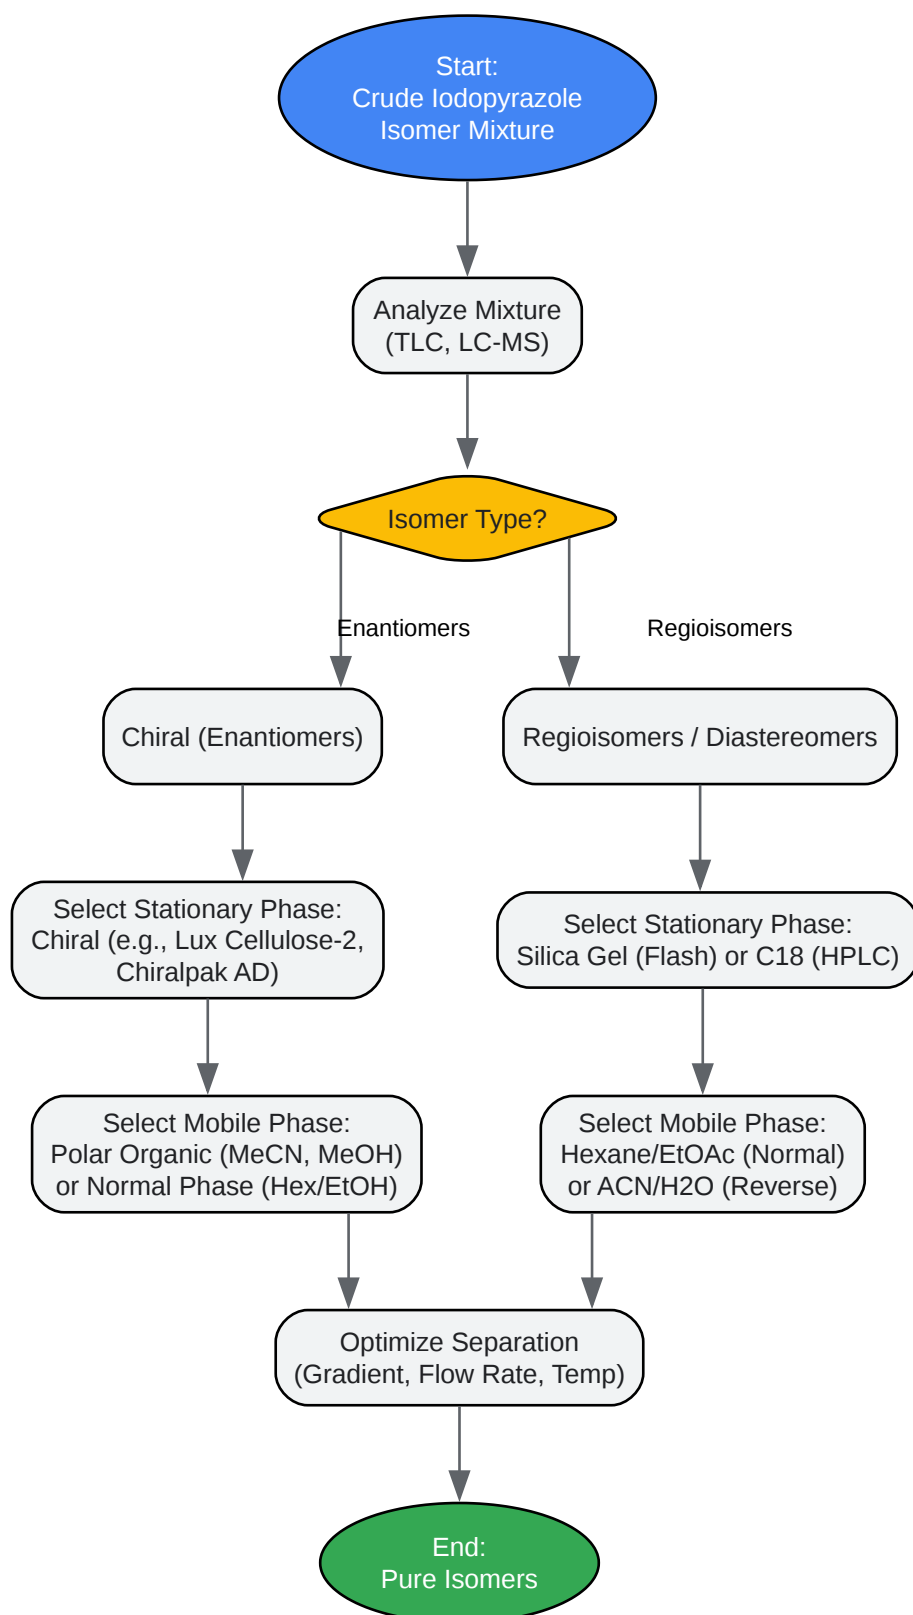 Start:
Crude Iodopyrazole
Isomer Mixture
Analyze Mixture
(TLC, LC-MS)
Isomer Type?
Enantiomers
Regioisomers
Chiral (Enantiomers)
Regioisomers / Diastereomers
Select Stationary Phase:
Chiral (e.g., Lux Cellulose-2,
Chiralpak AD)
Select Stationary Phase:
Silica Gel (Flash) or C18 (HPLC)
Select Mobile Phase:
Polar Organic (MeCN, MeOH)
or Normal Phase (Hex/EtOH)
Select Mobile Phase:
Hexane/EtOAc (Normal)
or ACN/H2O (Reverse)
Optimize Separation
(Gradient, Flow Rate, Temp)
End:
Pure Isomers